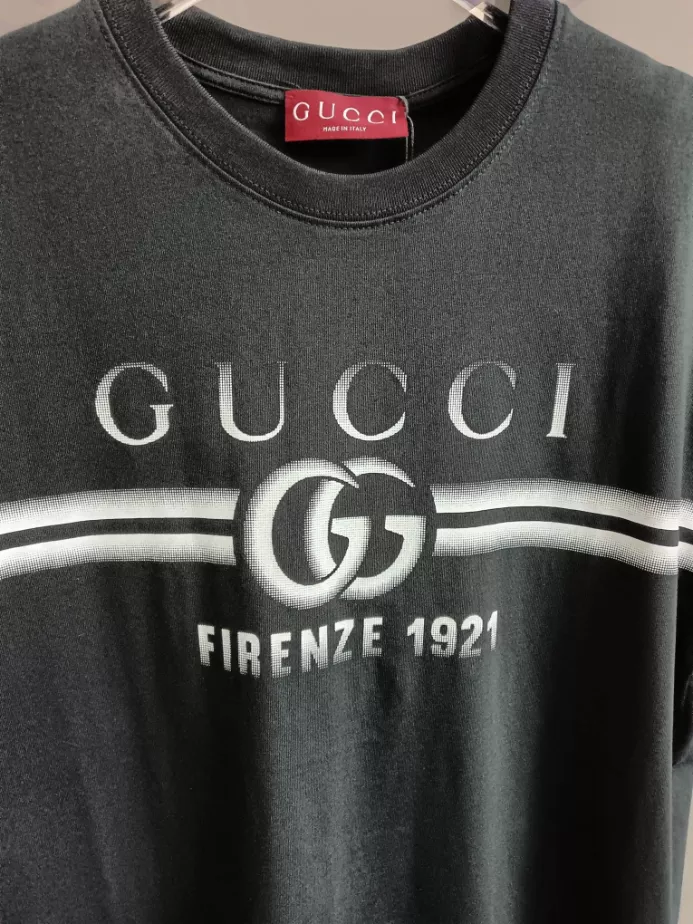 GUCCI
MADE IN ITALY
GUCCI
GG
FIRENZE 1921